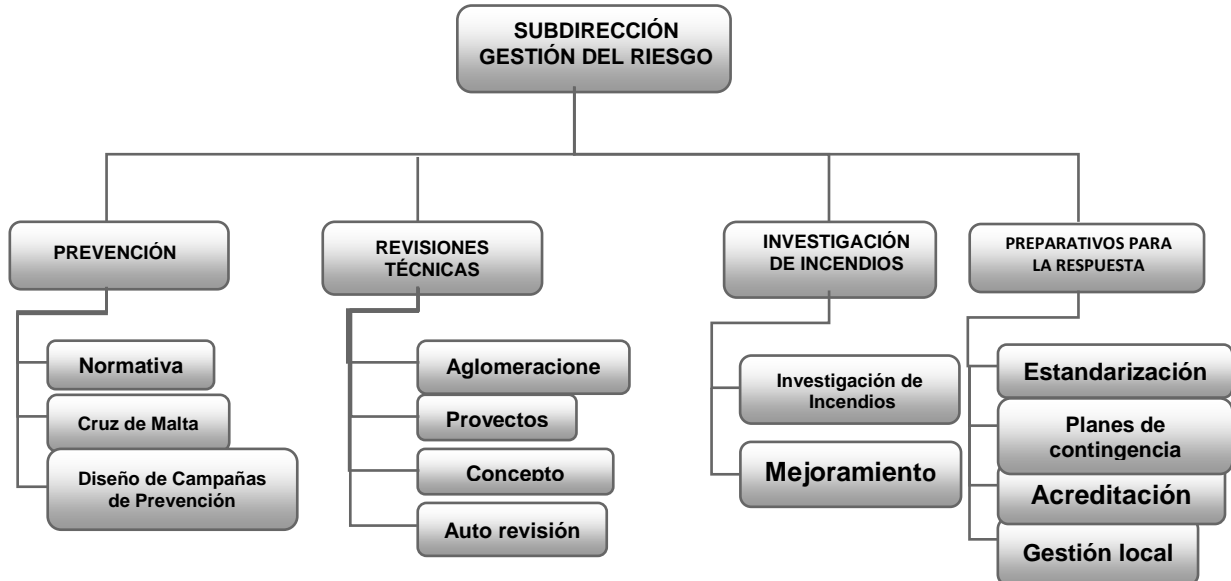 SUBDIRECCIÓN
GESTIÓN DEL RIESGO
PREVENCIÓN
Normativa
Cruz de Malta
Diseño de Campañas
de Prevención
REVISIONES
TÉCNICAS
Aglomeracione
Proyectos
Concepto
Auto revisión
INVESTIGACIÓN
DE INCENDIOS
Investigación de
Incendios
Mejoramiento
PREPARATIVOS PARA
LA RESPUESTA
Estandarización
Planes de
contingencia
Acreditación
Gestión local